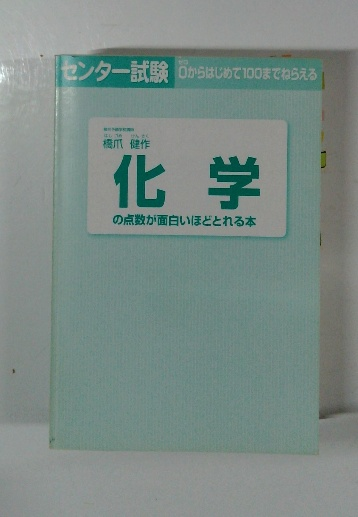 センター試験 0からはじめて100までねらえる
橋爪 健作
化学
の点数が面白いほどとれる本